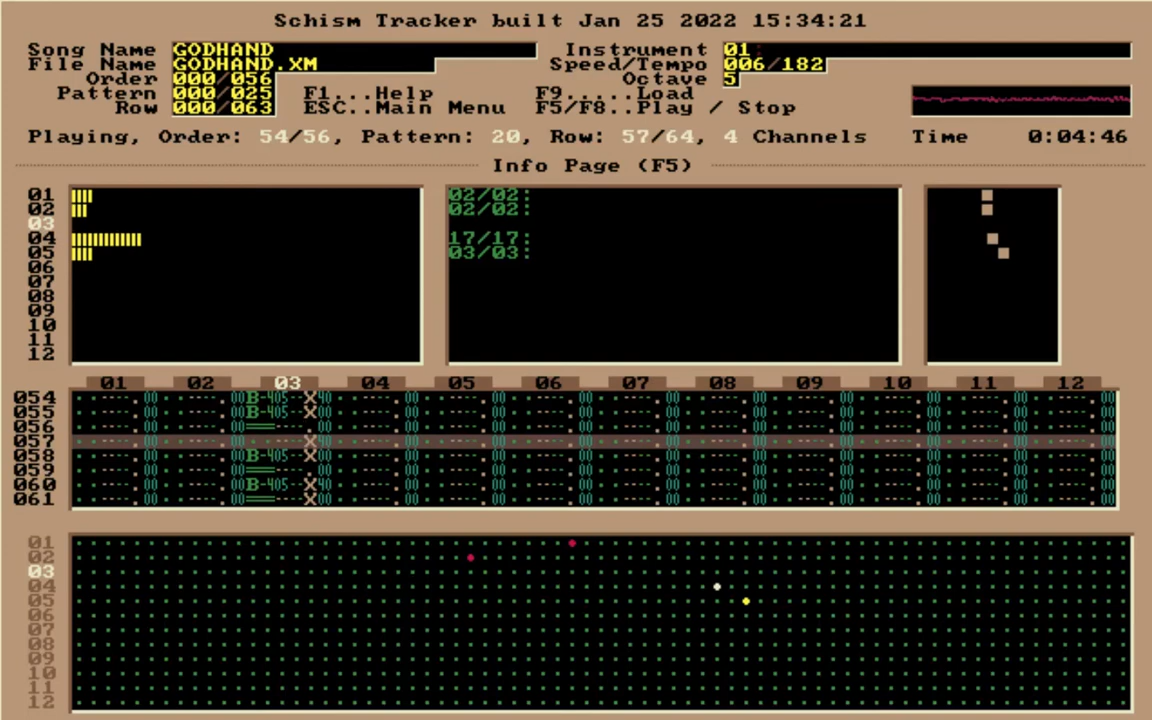 Schism Tracker built Jan 25 2022 15:34:21
Song Name GODHAND Instrument 01
File Name GODHAND.XM Speed/Tempo 006/182
Order 000/056 Octave 5
Pattern 000/025 F1...Help F9.....Load
Row 000/063 ESC..Main Menu F5/F8..Play / Stop
Playing, Order: 54/56, Pattern: 20, Row: 57/64, 4 Channels Time 0:04:46
Info Page (F5)
01 02/02:
02 02/02:
03
04 17/17:
05 03/03:
06
07
08
09
10
11
12
01 02 03 04 05 06 07 08 09 10 11 12
054 B-405 X40
055 B-405 X40
056
057 X
058 B-405 X
059
060 B-405 X
061 X
01
02
03
04
05
06
07
08
09
10
11
12